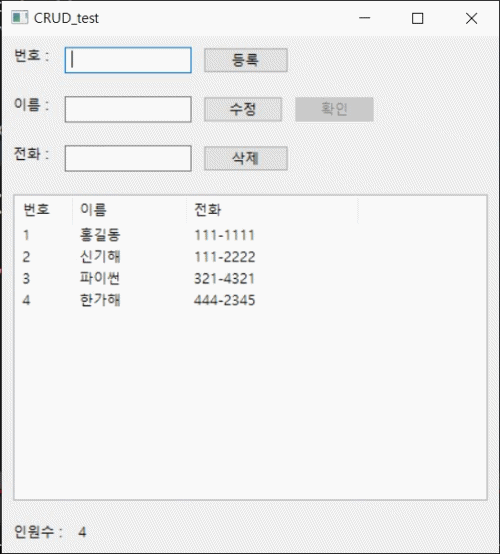 CRUD_test
번호 : 등록
이름 : 수정 확인
전화 : 삭제
번호 이름 전화
1 홍길동 111-1111
2 신기해 111-2222
3 파이썬 321-4321
4 한가해 444-2345
인원수 : 4